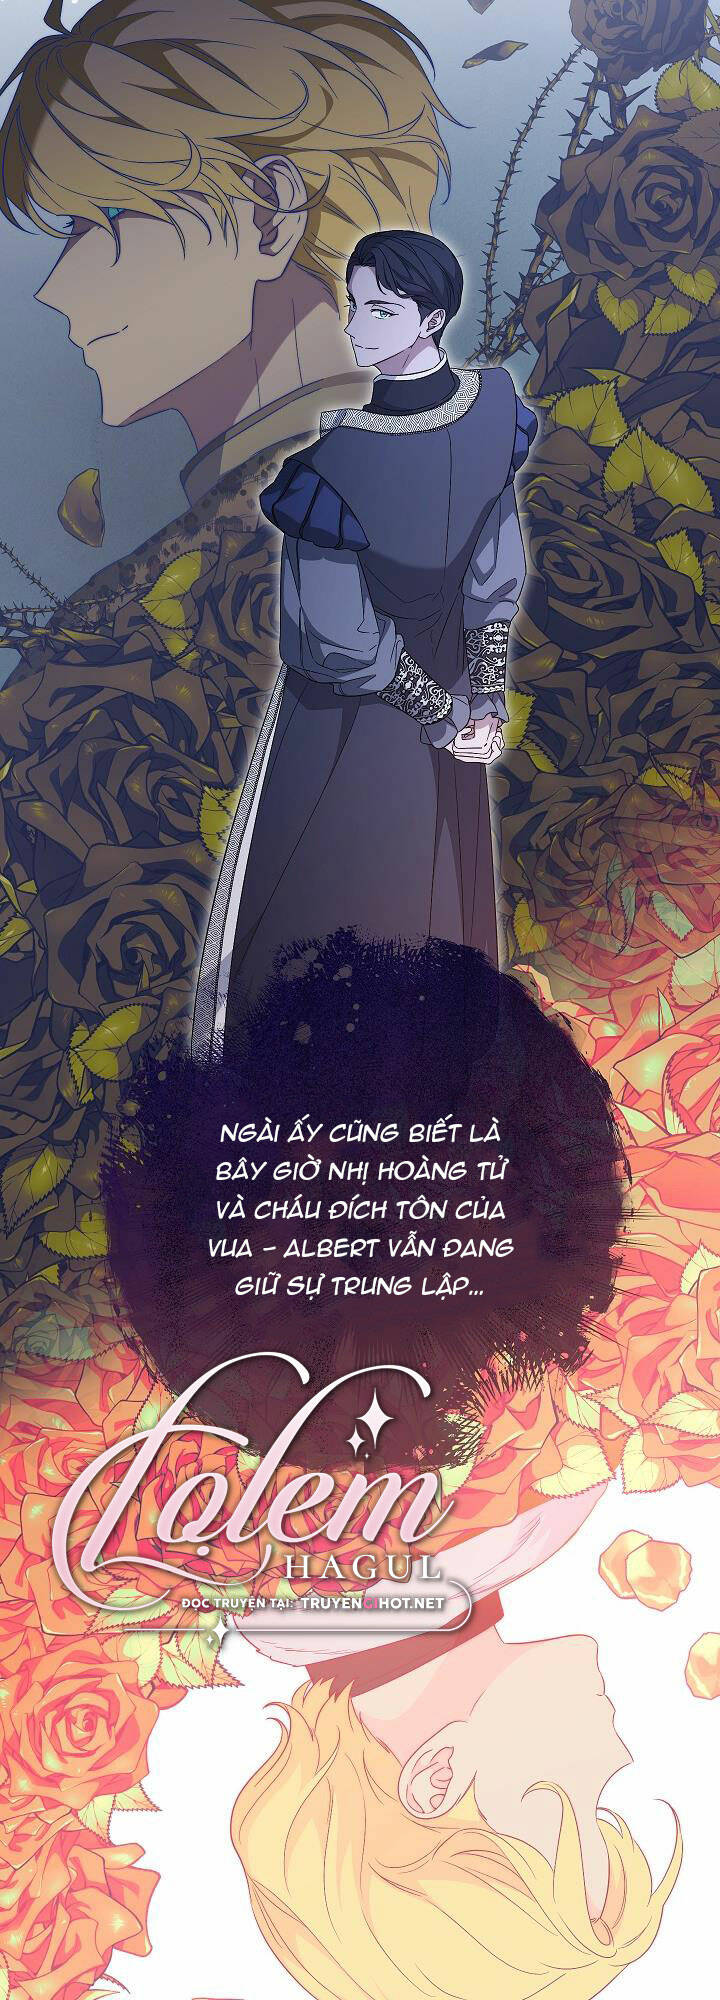 NGÀI ẤY CŨNG BIẾT LÀ
BÂY GIỜ NHỊ HOÀNG TỬ
VÀ CHÁU ĐÍCH TÔN CỦA
VUA - ALBERT VẪN ĐANG
GIỮ SỰ TRUNG LẬP...
Lọlem
HAGUL
ĐỌC TRUYỆN TẠI: TRUYENCIHOT.NET